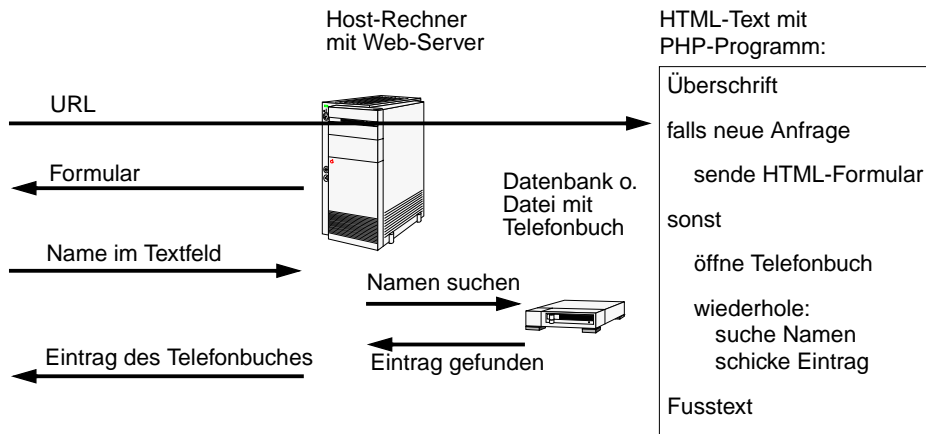 Host-Rechner
mit Web-Server
HTML-Text mit
PHP-Programm:
URL
Formular
Name im Textfeld
Eintrag des Telefonbuches
Datenbank o.
Datei mit
Telefonbuch
Namen suchen
Eintrag gefunden
Überschrift
falls neue Anfrage
sende HTML-Formular
sonst
öffne Telefonbuch
wiederhole:
suche Namen
schicke Eintrag
Fusstext